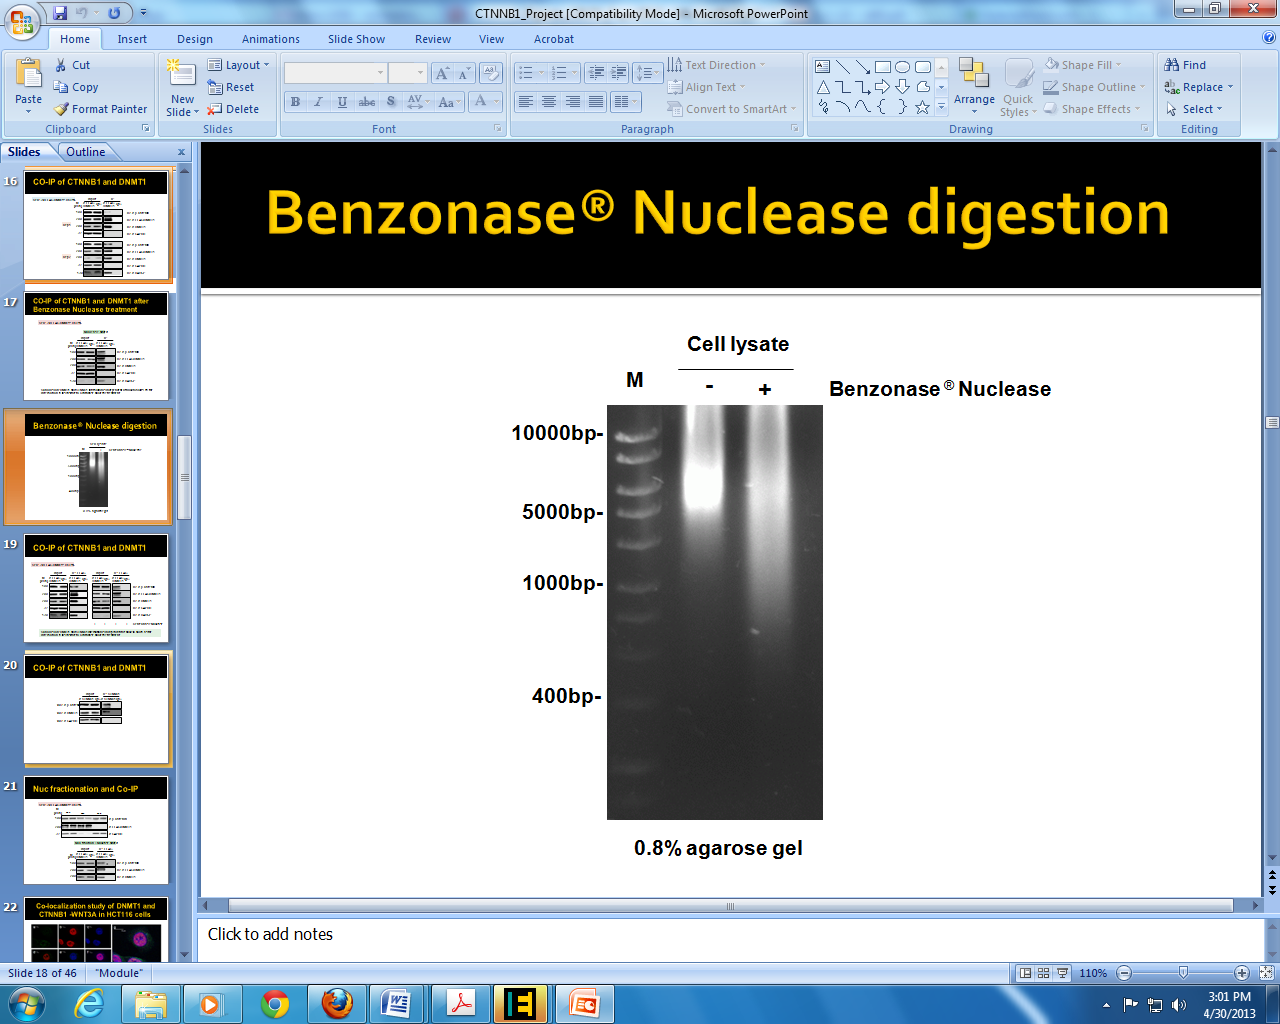 CTNNB1_Project [Compatibility Mode] - Microsoft PowerPoint
Home Insert Design Animations Slide Show Review View Acrobat
Paste
Cut
Copy
Format Painter
Clipboard
New Slide
Layout
Reset
Delete
Slides
B I U abc S AV Aa A
Font
Text Direction
Align Text
Convert to SmartArt
Paragraph
Arrange
Quick Styles
Shape Fill
Shape Outline
Shape Effects
Drawing
Find
Replace
Select
Editing
Slides Outline x
16
CO-IP of CTNNB1 and DNMT1
17
CO-IP of CTNNB1 and DNMT1 after
Benzonase Nuclease treatment
Benzonase® Nuclease digestion
19
CO-IP of CTNNB1 and DNMT1
20
CO-IP of CTNNB1 and DNMT1
21
Nuc fractionation and Co-IP
22
Co-localization study of DNMT1 and
CTNNB1 -WNT3A in HCT116 cells
Benzonase® Nuclease digestion
Cell lysate
M - + Benzonase ® Nuclease
10000bp-
5000bp-
1000bp-
400bp-
0.8% agarose gel
Click to add notes
Slide 18 of 46 "Module" 110%
3:01 PM
4/30/2013